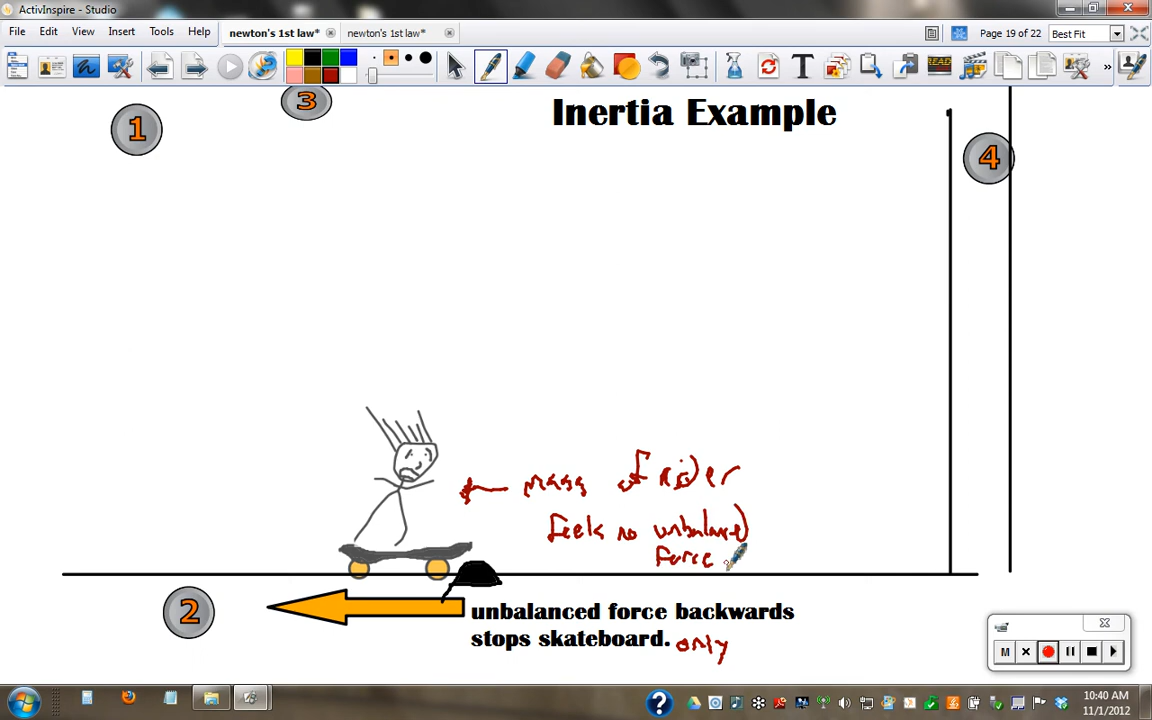 ActivInspire - Studio
File Edit View Insert Tools Help
newton's 1st law* newton's 1st law*
Page 19 of 22 Best Fit
1
3
Inertia Example
4
mass of rider
feels no unbalanced
force
2
unbalanced force backwards
stops skateboard. only
M
10:40 AM
11/1/2012